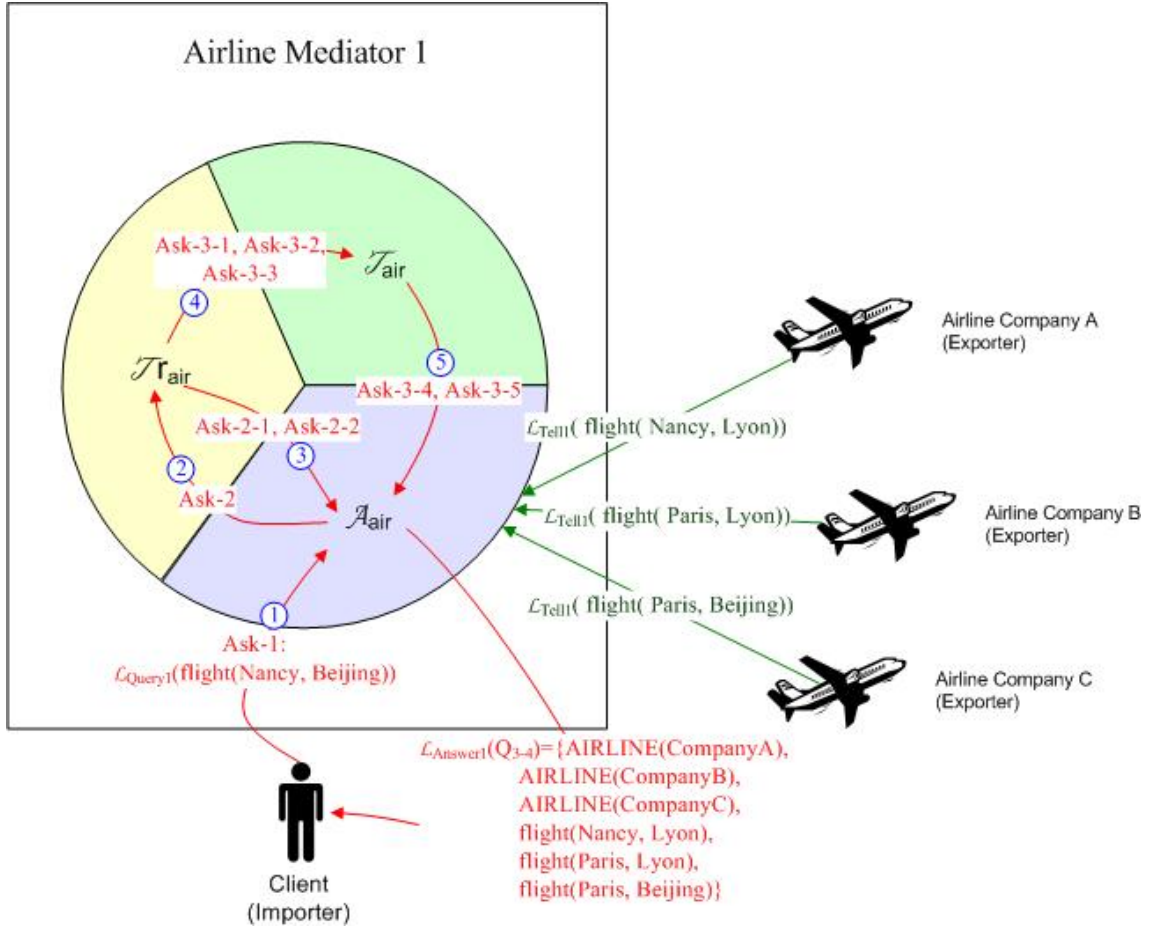 Airline Mediator 1
Ask-3-1, Ask-3-2,
Ask-3-3
𝒯air
4
𝒯rair
5
Ask-3-4, Ask-3-5
Ask-2-1, Ask-2-2
3
2
Ask-2
𝒜air
1
Ask-1:
ℒQuery1(flight(Nancy, Beijing))
Airline Company A
(Exporter)
ℒTell1( flight( Nancy, Lyon))
ℒTell1( flight( Paris, Lyon))
Airline Company B
(Exporter)
ℒTell1( flight( Paris, Beijing))
Airline Company C
(Exporter)
ℒAnswer1(Q3-4)={AIRLINE(CompanyA),
AIRLINE(CompanyB),
AIRLINE(CompanyC),
flight(Nancy, Lyon),
flight(Paris, Lyon),
flight(Paris, Beijing)}
Client
(Importer)